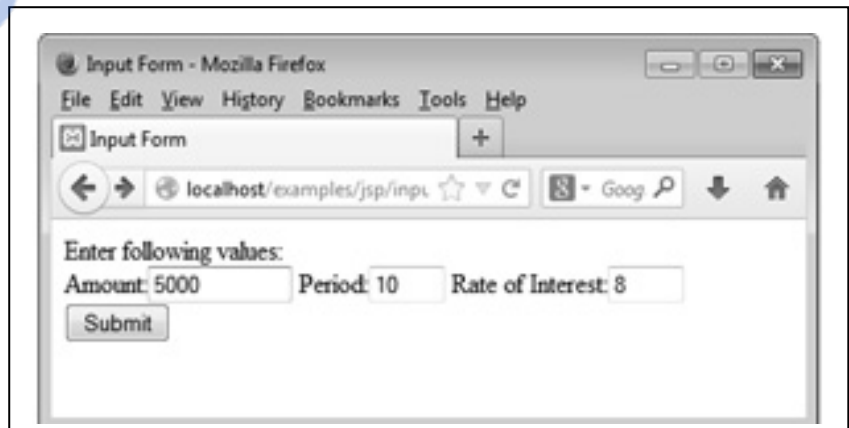 Input Form - Mozilla Firefox
File Edit View History Bookmarks Tools Help
Input Form
localhost/examples/jsp/inpu
8 Goog
Enter following values:
Amount: 5000 Period: 10 Rate of Interest: 8
Submit